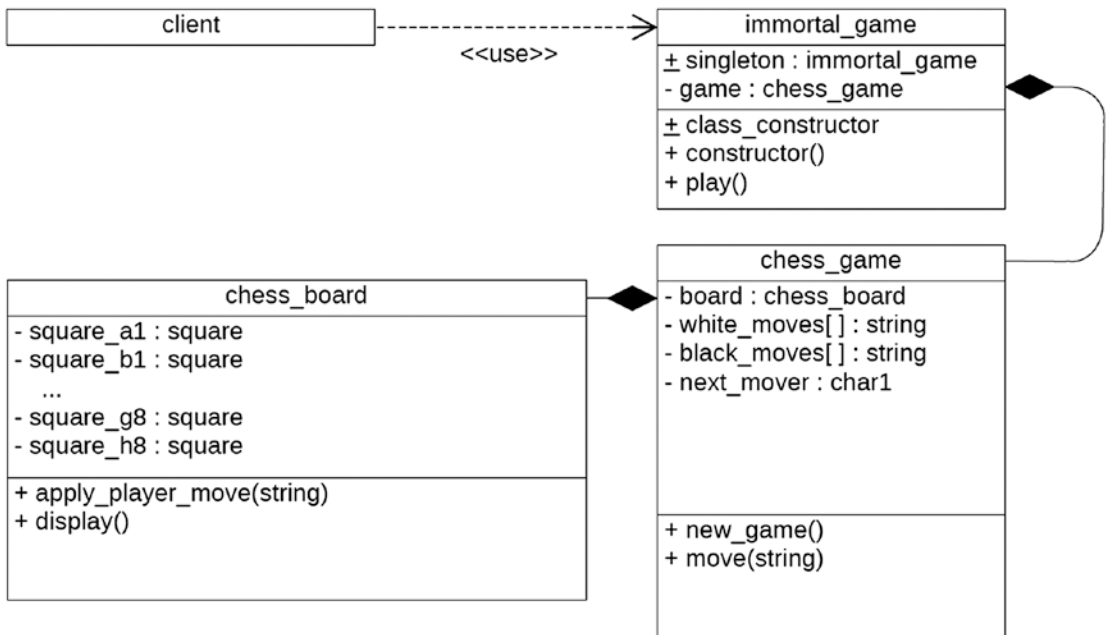 client
<<use>>
immortal_game
+ singleton : immortal_game
- game : chess_game
+ class_constructor
+ constructor()
+ play()
chess_board
- square_a1 : square
- square_b1 : square
...
- square_g8 : square
- square_h8 : square
+ apply_player_move(string)
+ display()
chess_game
- board : chess_board
- white_moves[ ] : string
- black_moves[ ] : string
- next_mover : char1
+ new_game()
+ move(string)